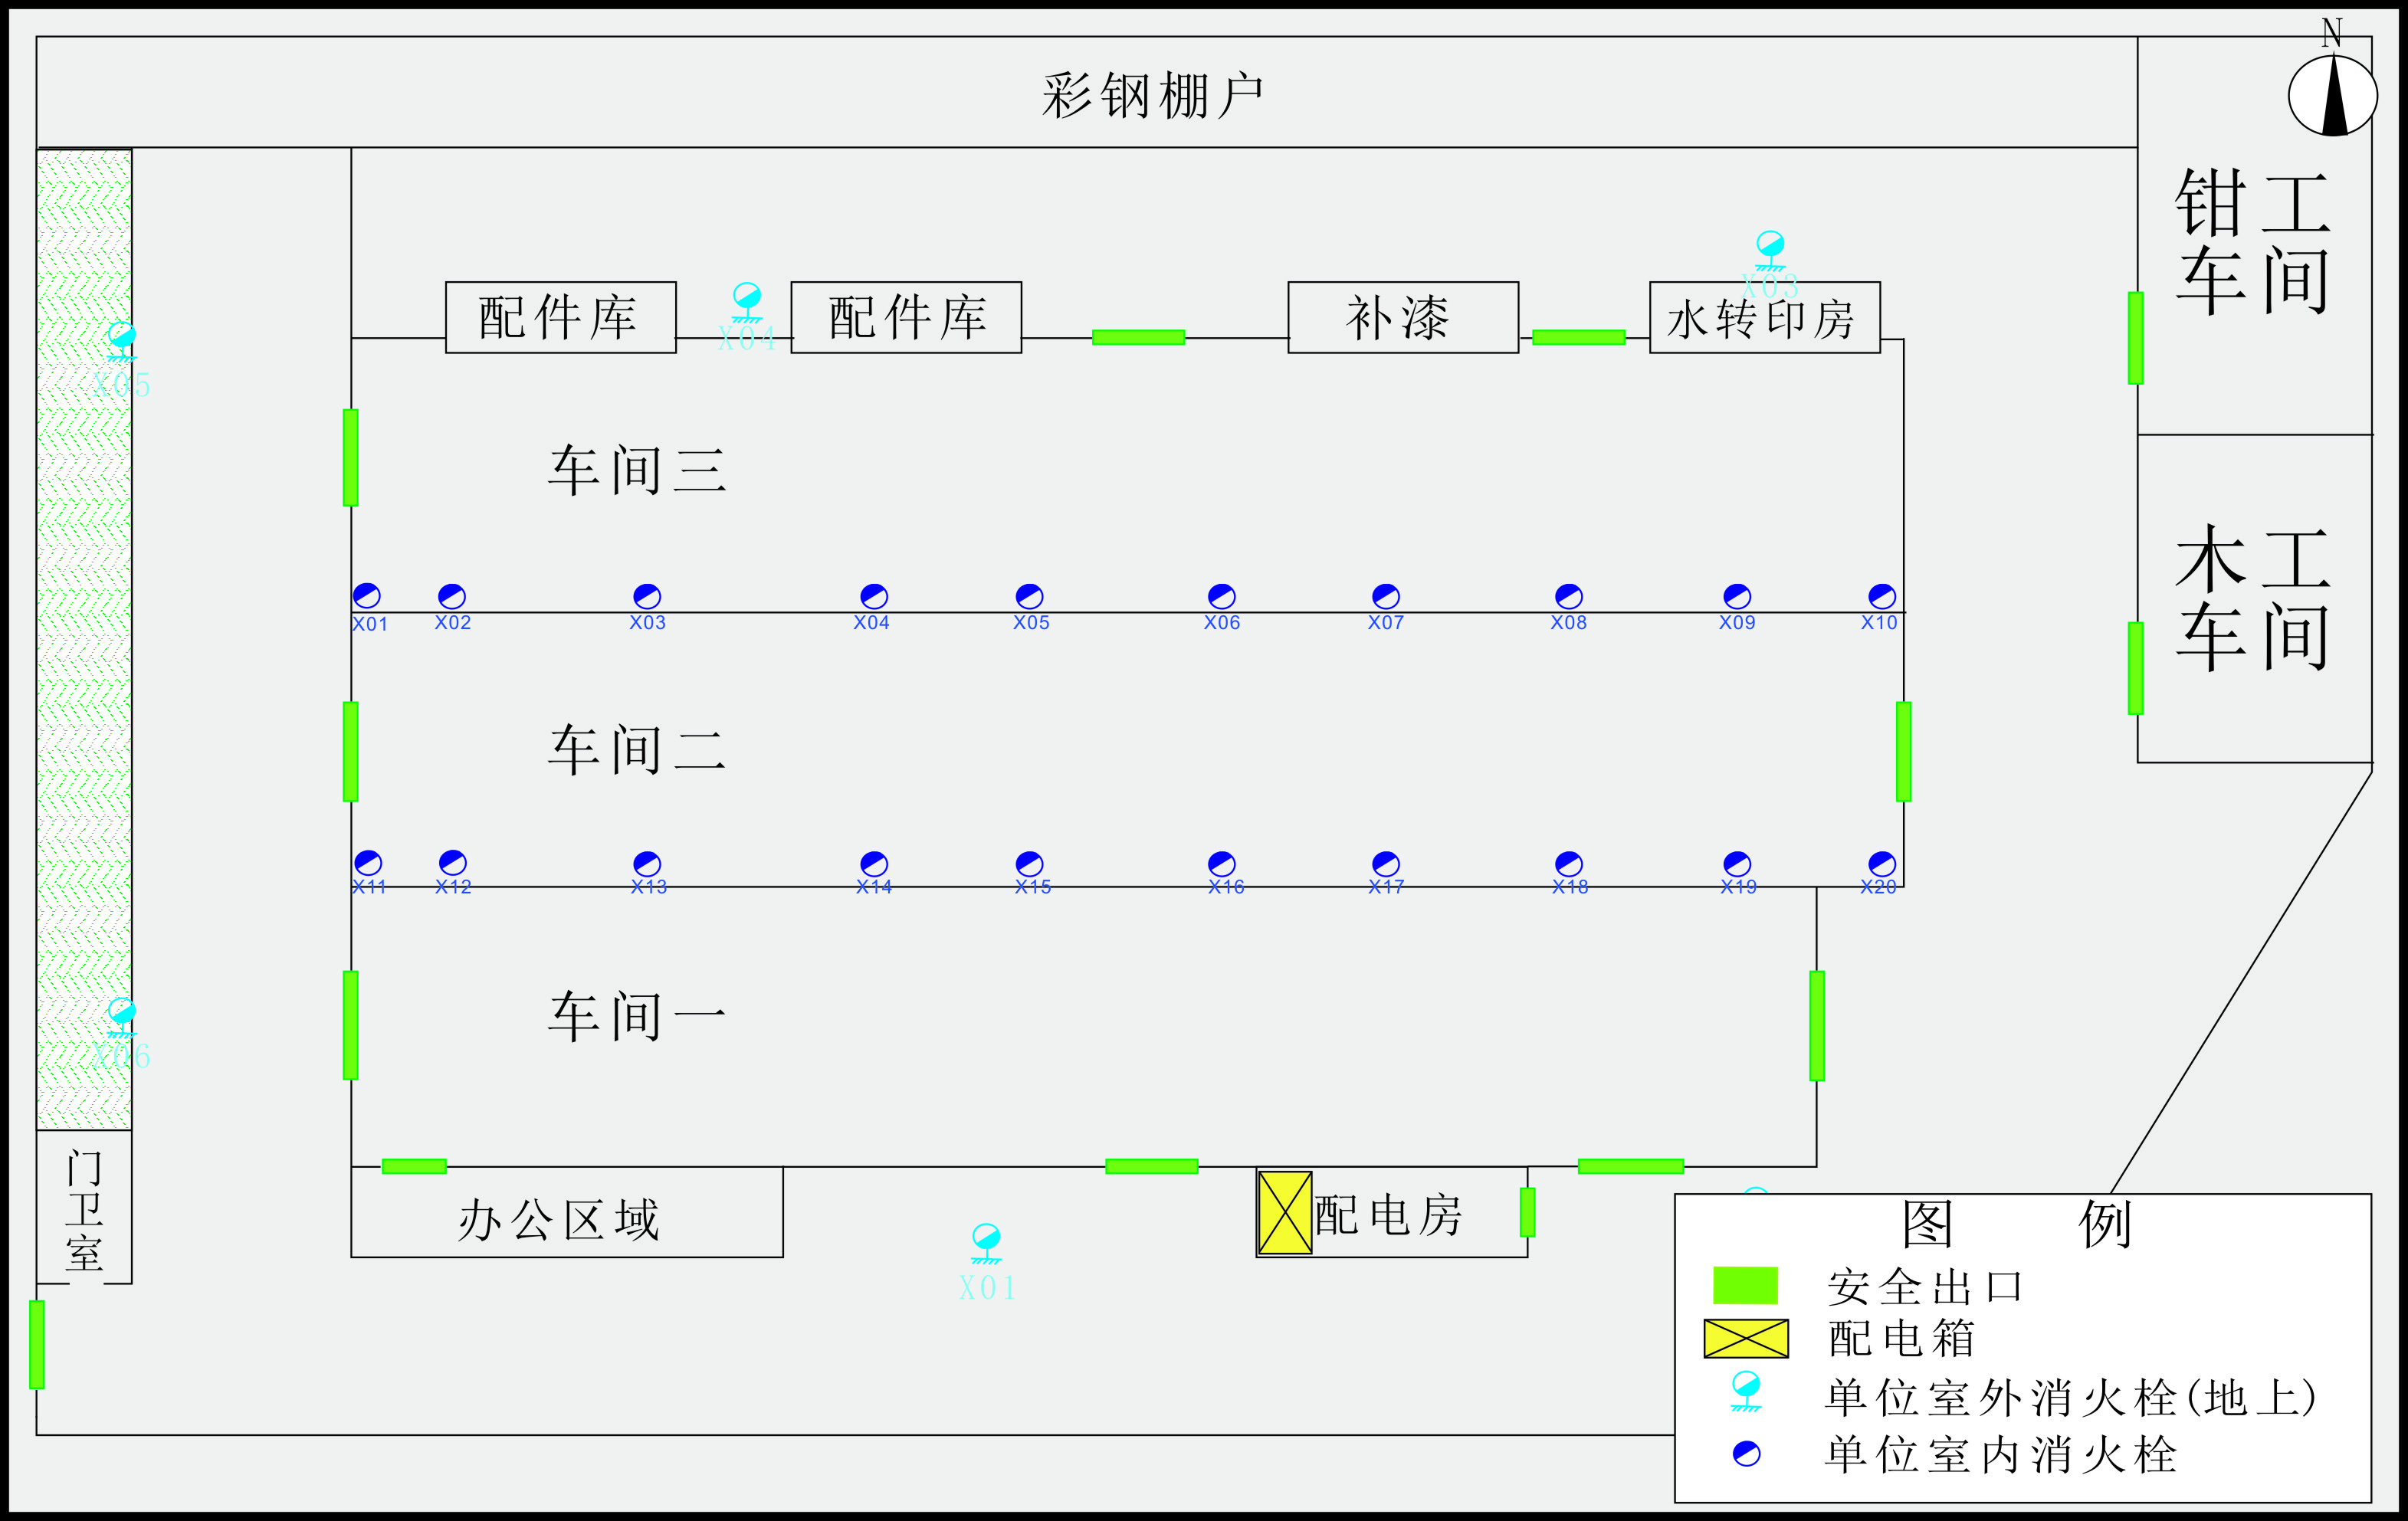 N
彩钢棚户
钳工
车间
X03
X04
配件库
配件库
补漆
水转印房
X05
车间三
木工
车间
X01 X02 X03 X04 X05 X06 X07 X08 X09 X10
车间二
X11 X12 X13 X14 X15 X16 X17 X18 X19 X20
车间一
X06
门
卫
室
办公区域
配电房
X01
图 例
安全出口
配电箱
单位室外消火栓(地上)
单位室内消火栓